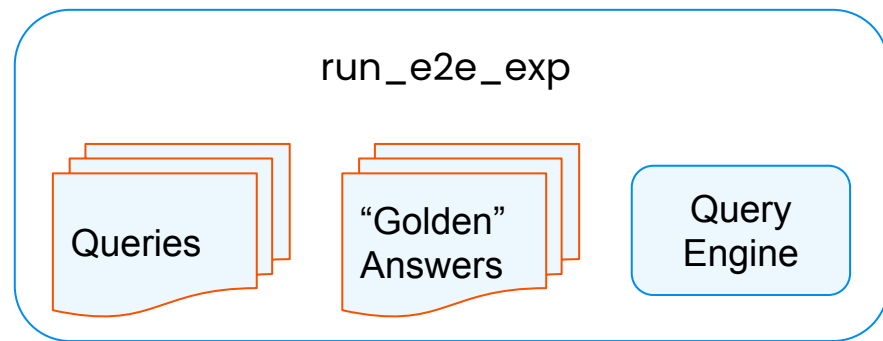 run_e2e_exp
Queries
“Golden”
Answers
Query
Engine